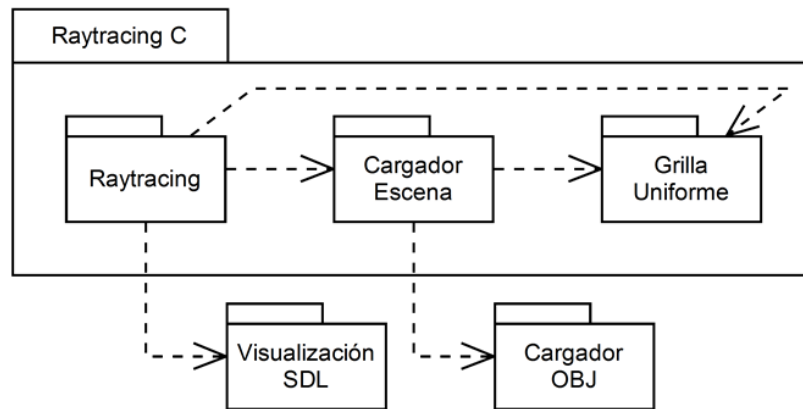 Raytracing C
Raytracing
Cargador
Escena
Grilla
Uniforme
Visualización
SDL
Cargador
OBJ